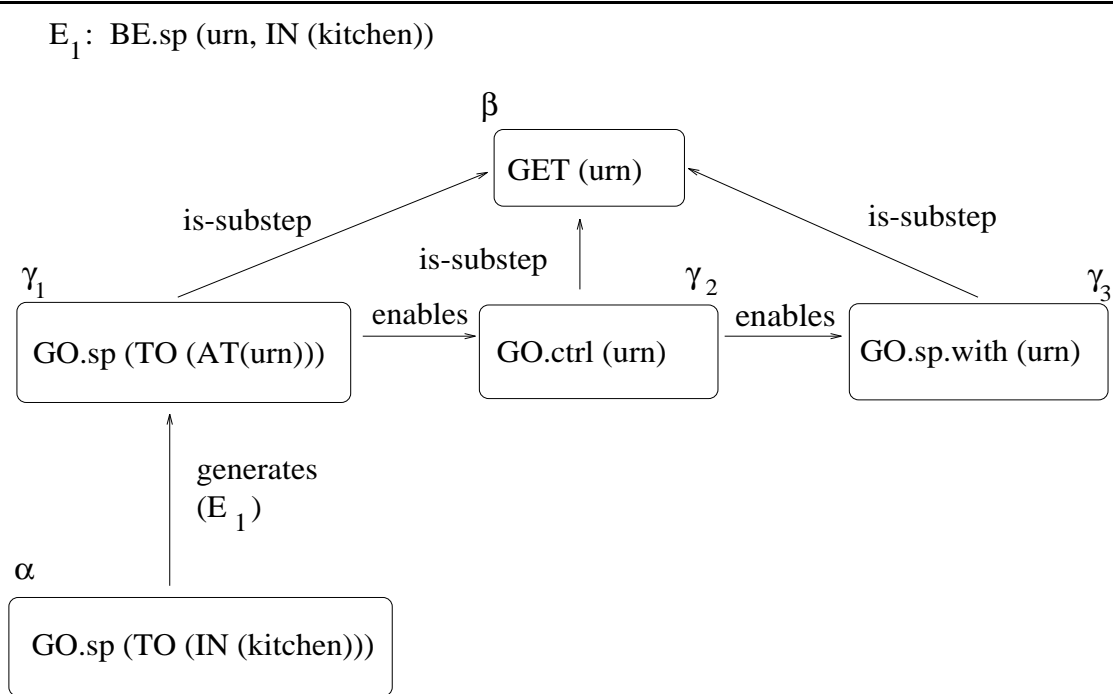 E1: BE.sp (urn, IN (kitchen))
β
GET (urn)
is-substep
is-substep
is-substep
γ1
γ2
γ3
enables
enables
GO.sp (TO (AT(urn)))
GO.ctrl (urn)
GO.sp.with (urn)
generates
(E 1)
α
GO.sp (TO (IN (kitchen)))